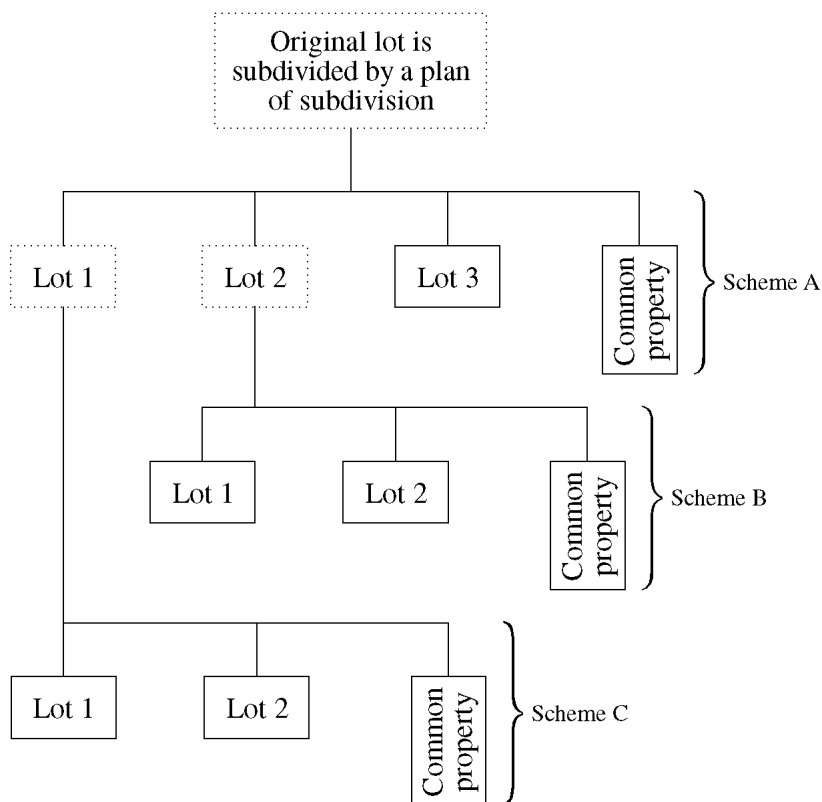 Original lot is
subdivided by a plan
of subdivision
Lot 1
Lot 2
Lot 3
Common
property
Scheme A
Lot 1
Lot 2
Common
property
Scheme B
Lot 1
Lot 2
Common
property
Scheme C